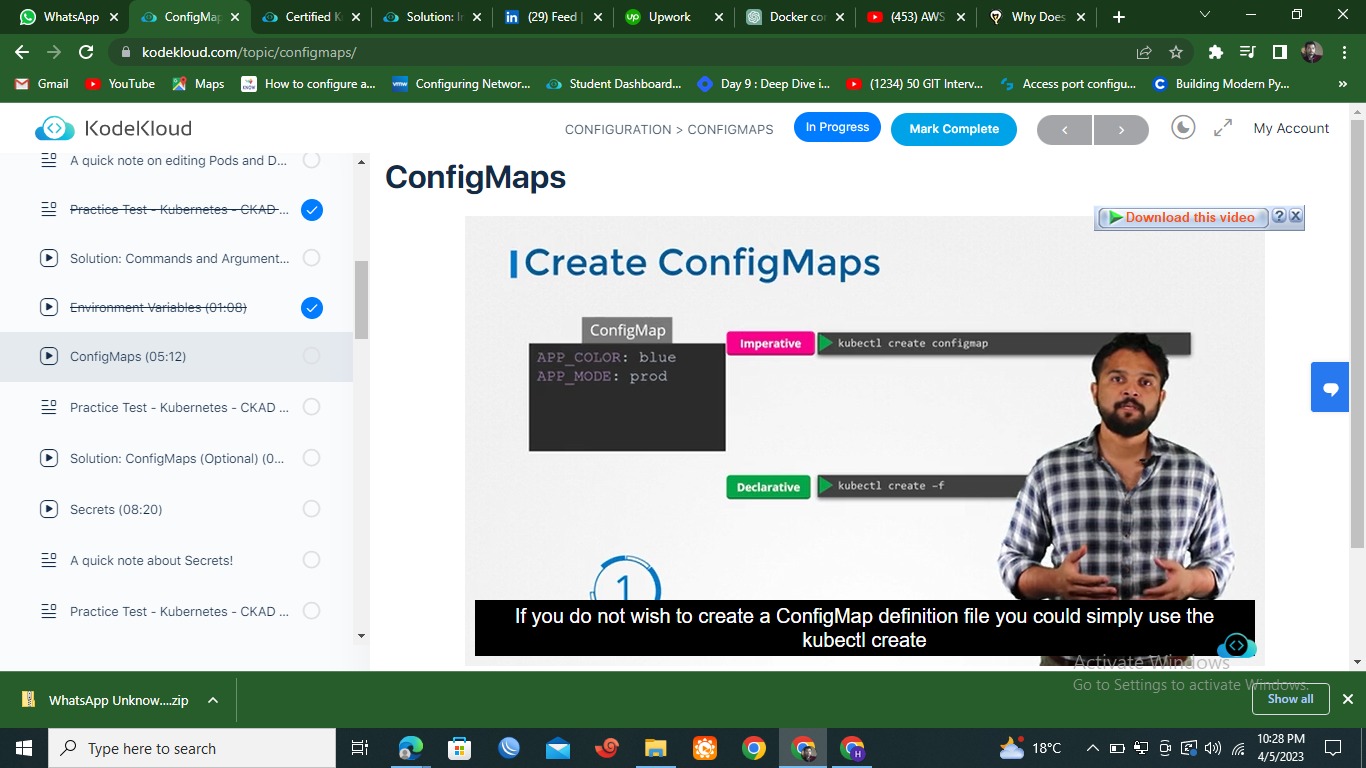 WhatsApp
ConfigMap
Certified K
Solution: In
(29) Feed |
Upwork
Docker co
(453) AWS
Why Does
kodekloud.com/topic/configmaps/
Gmail
YouTube
Maps
How to configure a...
Configuring Networ...
Student Dashboard...
Day 9 : Deep Dive i...
(1234) 50 GIT Interv...
Access port configu...
Building Modern Py...
KodeKloud
CONFIGURATION > CONFIGMAPS
In Progress
Mark Complete
My Account
A quick note on editing Pods and D...
Practice Test - Kubernetes - CKAD ...
Solution: Commands and Argument...
Environment Variables (01:08)
ConfigMaps (05:12)
Practice Test - Kubernetes - CKAD ...
Solution: ConfigMaps (Optional) (0...
Secrets (08:20)
A quick note about Secrets!
Practice Test - Kubernetes - CKAD ...
ConfigMaps
Download this video
Create ConfigMaps
ConfigMap
APP_COLOR: blue
APP_MODE: prod
Imperative
kubectl create configmap
Declarative
kubectl create –f
1
If you do not wish to create a ConfigMap definition file you could simply use the
kubectl create
Activate Windows
Go to Settings to activate Windows.
WhatsApp Unknow....zip
Show all
Type here to search
18°C
10:28 PM
4/5/2023